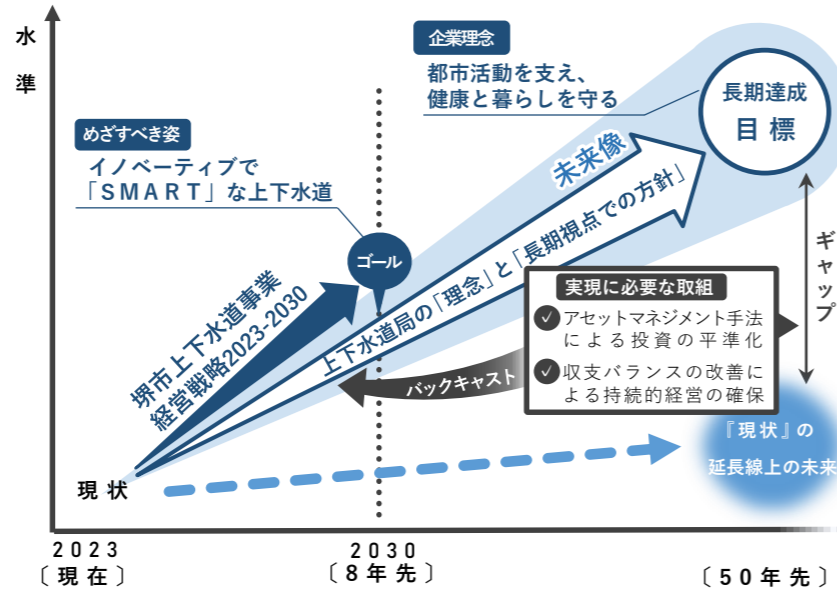 水準
企業理念
都市活動を支え、
健康と暮らしを守る
長期達成
目標
めざすべき姿
イノベーティブで
「SMART」な上下水道
未来像
ゴール
堺市上下水道事業
経営戦略2023-2030
上下水道局の「理念」と「長期視点での方針」
ギャップ
実現に必要な取組
アセットマネジメント手法
による投資の平準化
収支バランスの改善に
よる持続的経営の確保
バックキャスト
『現状』の
延長線上の未来
現状
2023
〔現在〕
2030
〔8年先〕
〔50年先〕